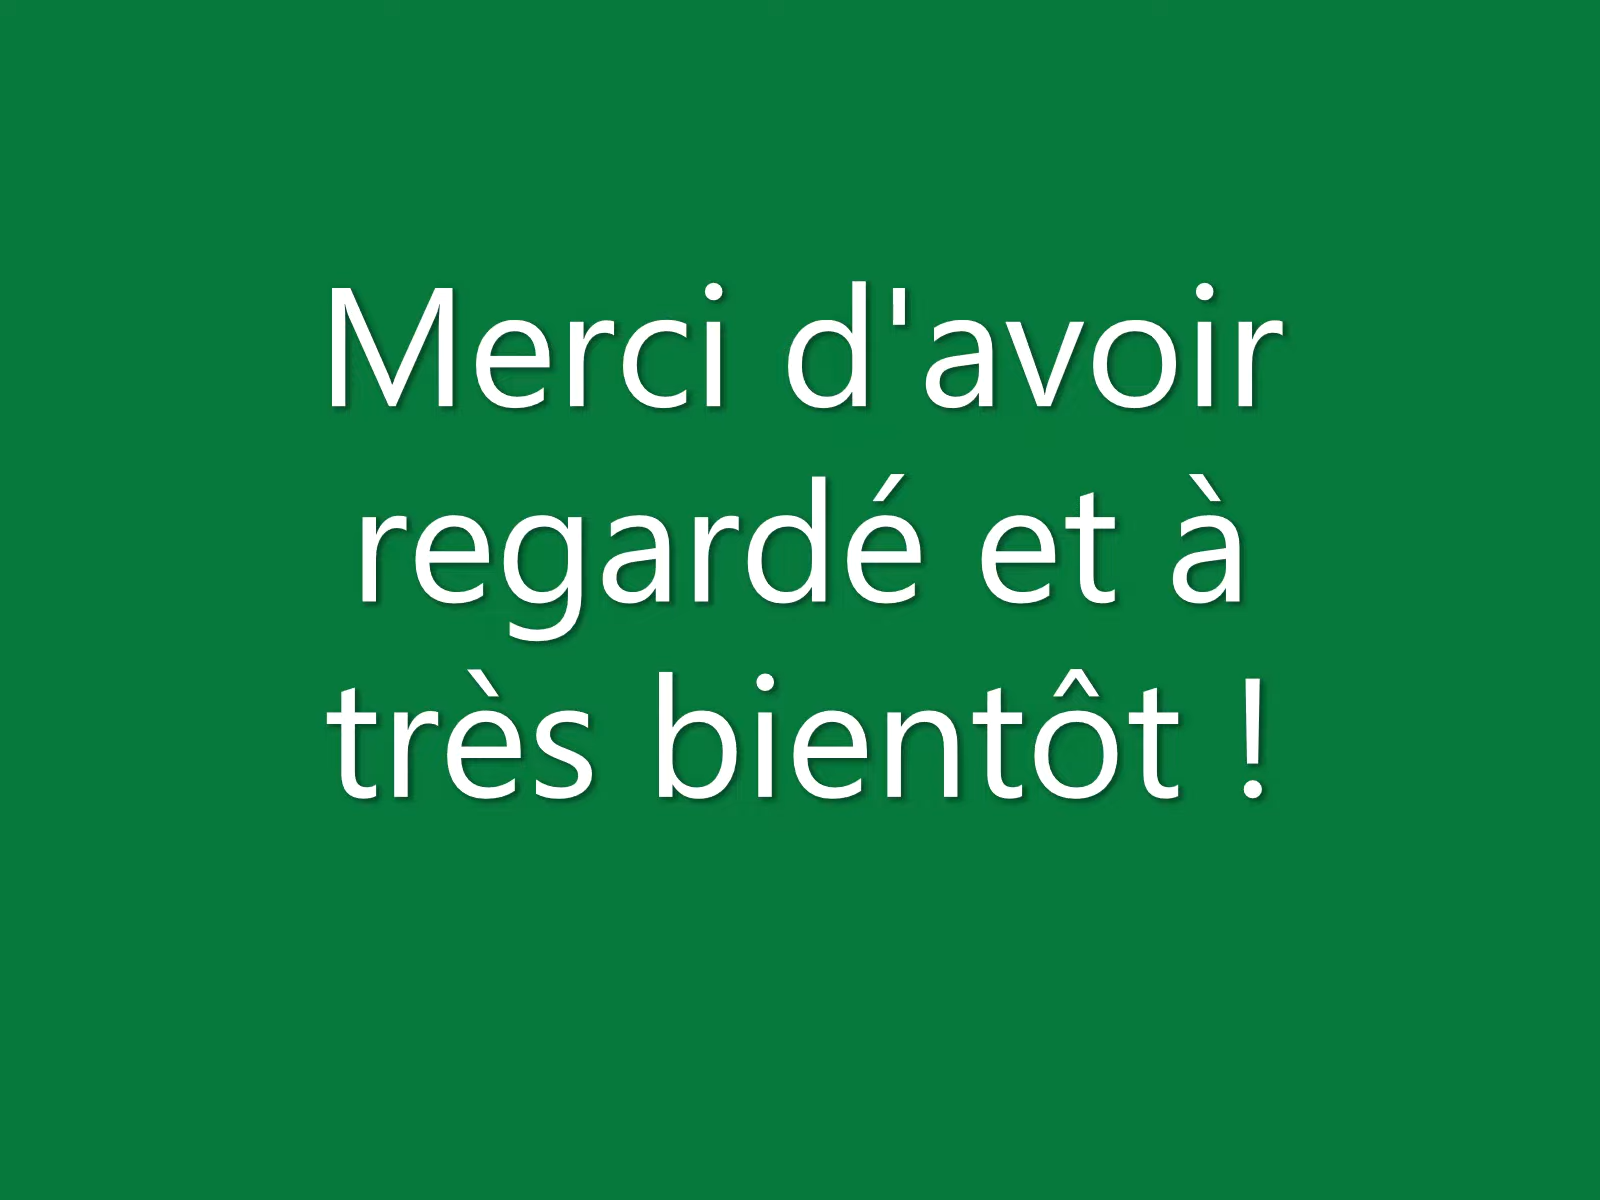 Merci d'avoir
regardé et à
très bientôt !